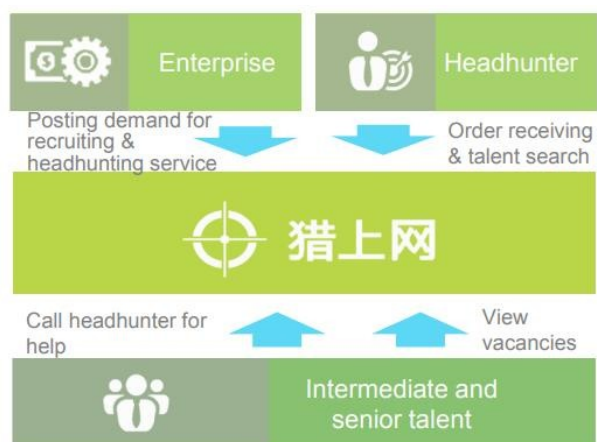 Enterprise
Headhunter
Posting demand for
recruiting &
headhunting service
Order receiving
& talent search
猎上网
Call headhunter for
help
View
vacancies
Intermediate and
senior talent